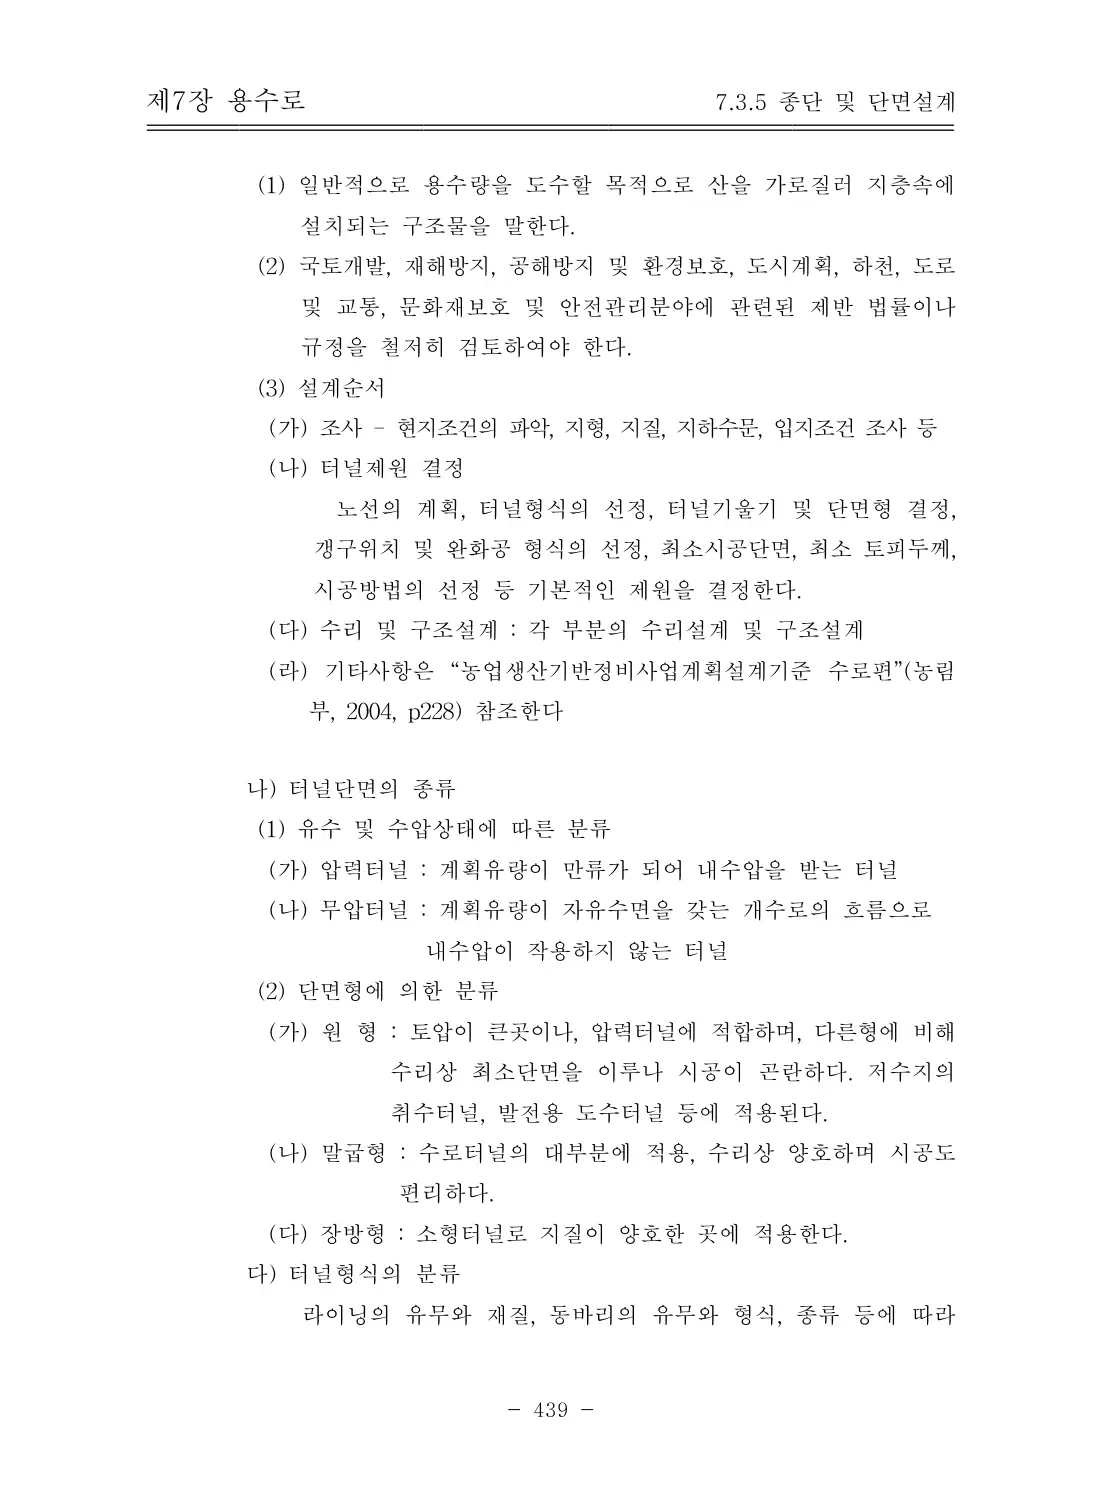 제7장 용수로
7.3.5 종단 및 단면설계
(1) 일반적으로 용수량을 도수할 목적으로 산을 가로질러 지층속에
설치되는 구조물을 말한다.
(2) 국토개발, 재해방지, 공해방지 및 환경보호, 도시계획, 하천, 도로
및 교통, 문화재보호 및 안전관리분야에 관련된 제반 법률이나
규정을 철저히 검토하여야 한다.
(3) 설계순서
(가) 조사 - 현지조건의 파악, 지형, 지질, 지하수문, 입지조건 조사 등
(나) 터널제원 결정
노선의 계획, 터널형식의 선정, 터널기울기 및 단면형 결정,
갱구위치 및 완화공 형식의 선정, 최소시공단면, 최소 토피두께,
시공방법의 선정 등 기본적인 제원을 결정한다.
(다) 수리 및 구조설계 : 각 부분의 수리설계 및 구조설계
(라) 기타사항은 “농업생산기반정비사업계획설계기준 수로편”(농림
부, 2004, p228) 참조한다
나) 터널단면의 종류
(1) 유수 및 수압상태에 따른 분류
(가) 압력터널 : 계획유량이 만류가 되어 내수압을 받는 터널
(나) 무압터널 : 계획유량이 자유수면을 갖는 개수로의 흐름으로
내수압이 작용하지 않는 터널
(2) 단면형에 의한 분류
(가) 원 형 : 토압이 큰곳이나, 압력터널에 적합하며, 다른형에 비해
수리상 최소단면을 이루나 시공이 곤란하다. 저수지의
취수터널, 발전용 도수터널 등에 적용된다.
(나) 말굽형 : 수로터널의 대부분에 적용, 수리상 양호하며 시공도
편리하다.
(다) 장방형 : 소형터널로 지질이 양호한 곳에 적용한다.
다) 터널형식의 분류
라이닝의 유무와 재질, 동바리의 유무와 형식, 종류 등에 따라
- 439 -